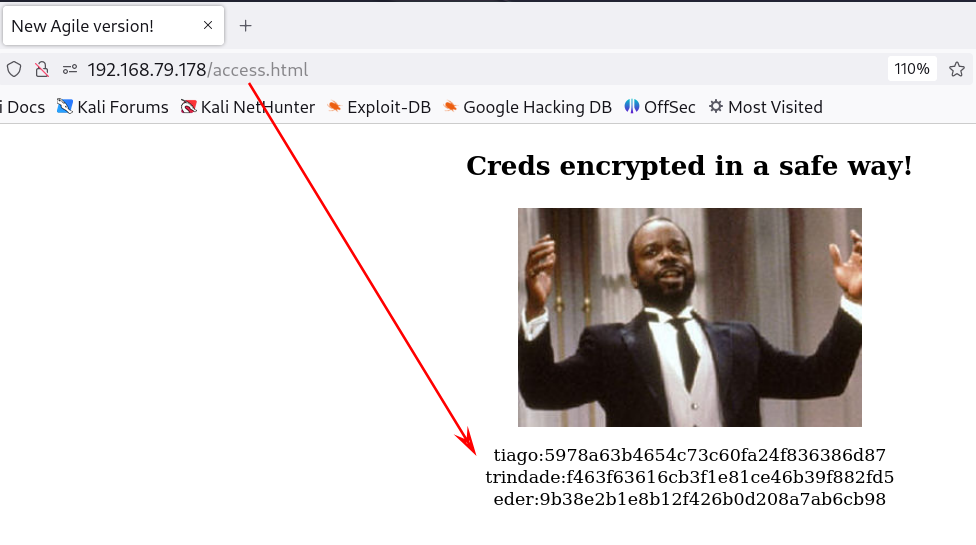 New Agile version!
192.168.79.178/access.html
110%
i Docs Kali Forums Kali NetHunter Exploit-DB Google Hacking DB OffSec Most Visited
Creds encrypted in a safe way!
tiago:5978a63b4654c73c60fa24f836386d87
trindade:f463f63616cb3f1e81ce46b39f882fd5
eder:9b38e2b1e8b12f426b0d208a7ab6cb98